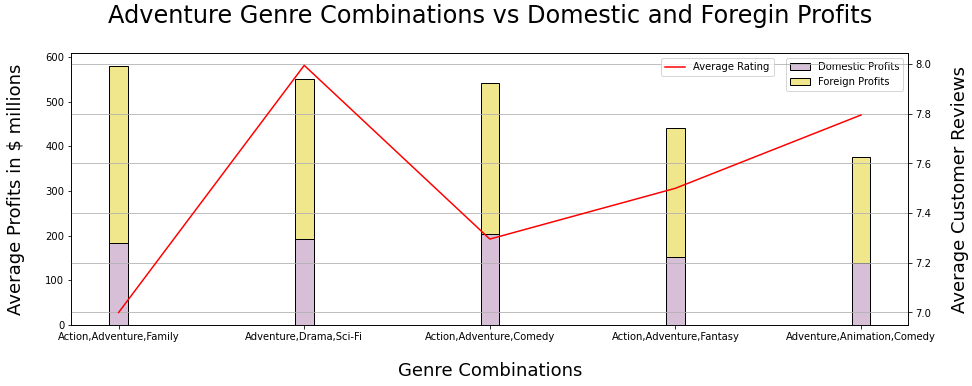 Adventure Genre Combinations vs Domestic and Foregin Profits
Average Profits in $ millions
600
500
400
300
200
100
0
Average Rating
Domestic Profits
Foreign Profits
8.0
7.8
7.6
7.4
7.2
7.0
Average Customer Reviews
Action,Adventure,Family
Adventure,Drama,Sci-Fi
Action,Adventure,Comedy
Action,Adventure,Fantasy
Adventure,Animation,Comedy
Genre Combinations